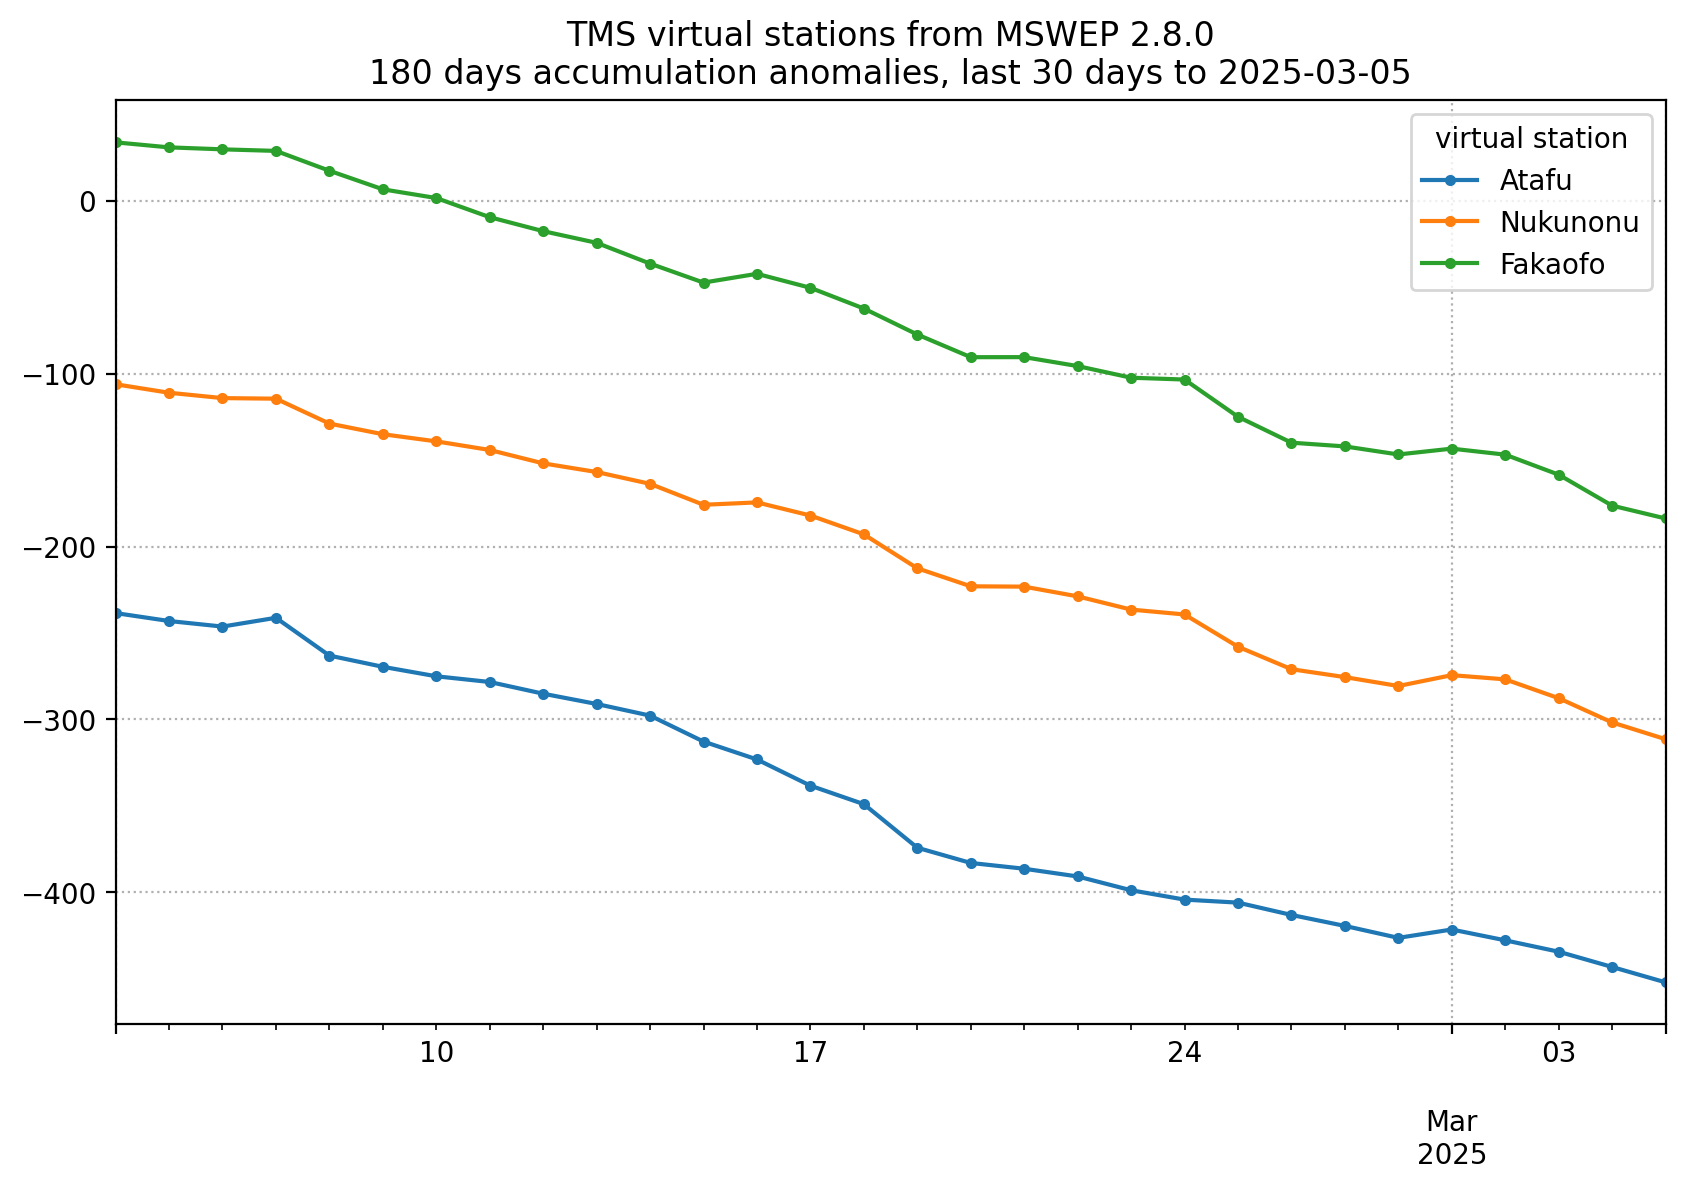 TMS virtual stations from MSWEP 2.8.0
180 days accumulation anomalies, last 30 days to 2025-03-05
virtual station
Atafu
Nukunonu
Fakaofo
0
−100
−200
−300
−400
10
17
24
03
Mar
2025